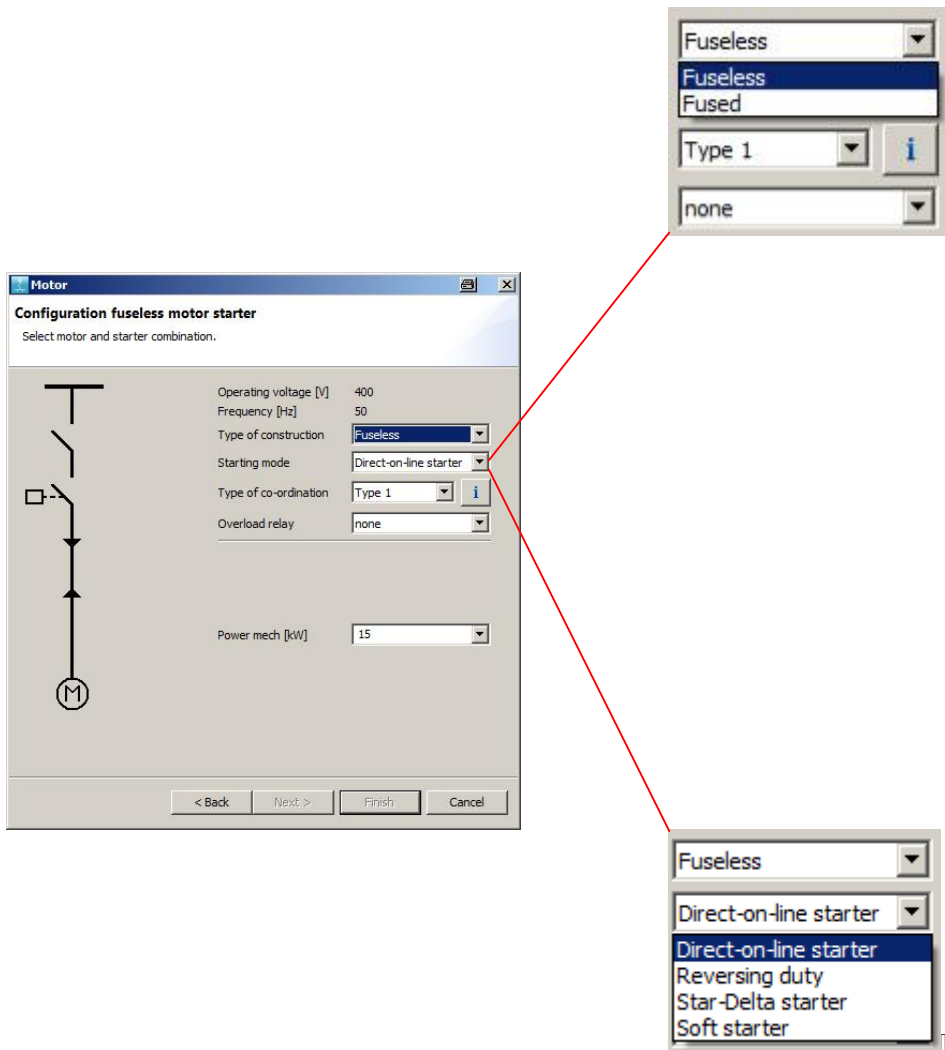 Fuseless
Fuseless
Fused
Type 1 i
none
Motor
Configuration fuseless motor starter
Select motor and starter combination.
Operating voltage [V] 400
Frequency [Hz] 50
Type of construction Fuseless
Starting mode Direct-on-line starter
Type of co-ordination Type 1 i
Overload relay none
Power mech [kW] 15
M
< Back Next > Finish Cancel
Fuseless
Direct-on-line starter
Direct-on-line starter
Reversing duty
Star-Delta starter
Soft starter